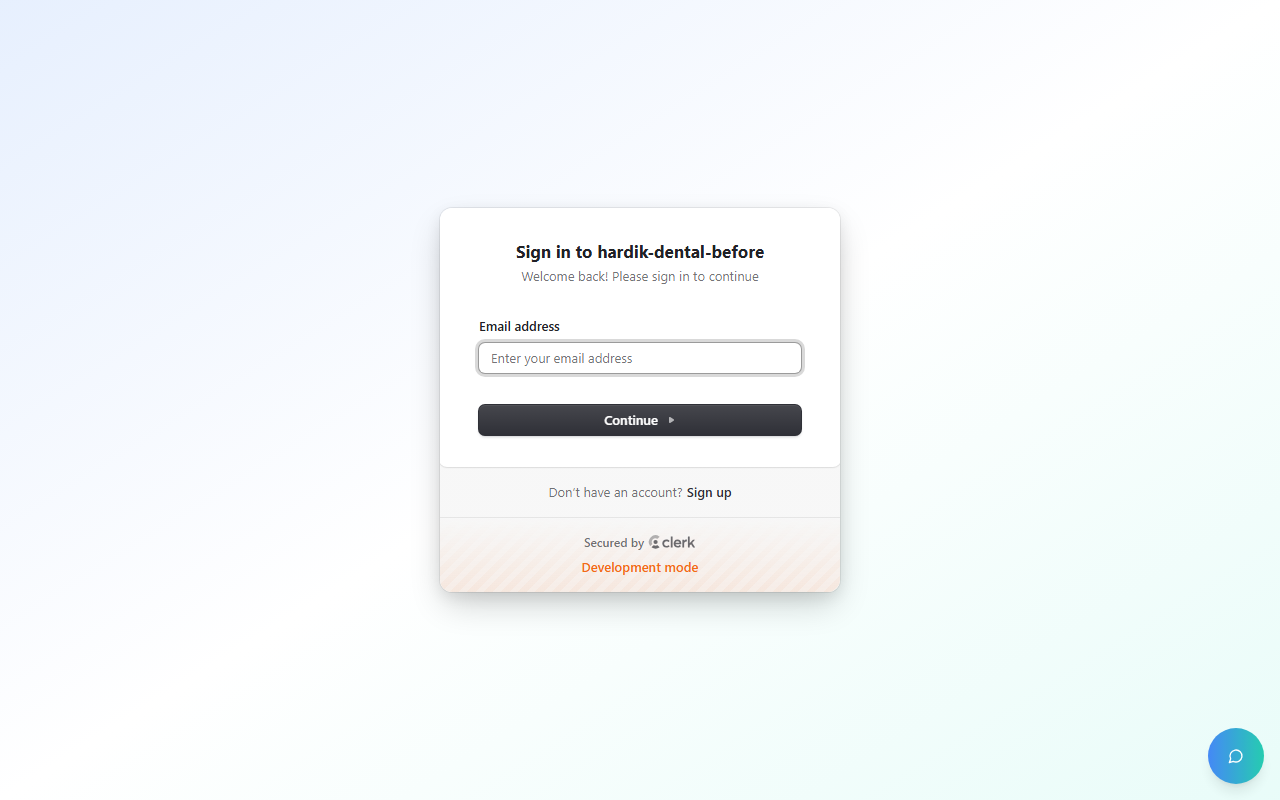 Sign in to hardik-dental-before
Welcome back! Please sign in to continue
Email address
Enter your email address
Continue
Don't have an account? Sign up
Secured by clerk
Development mode